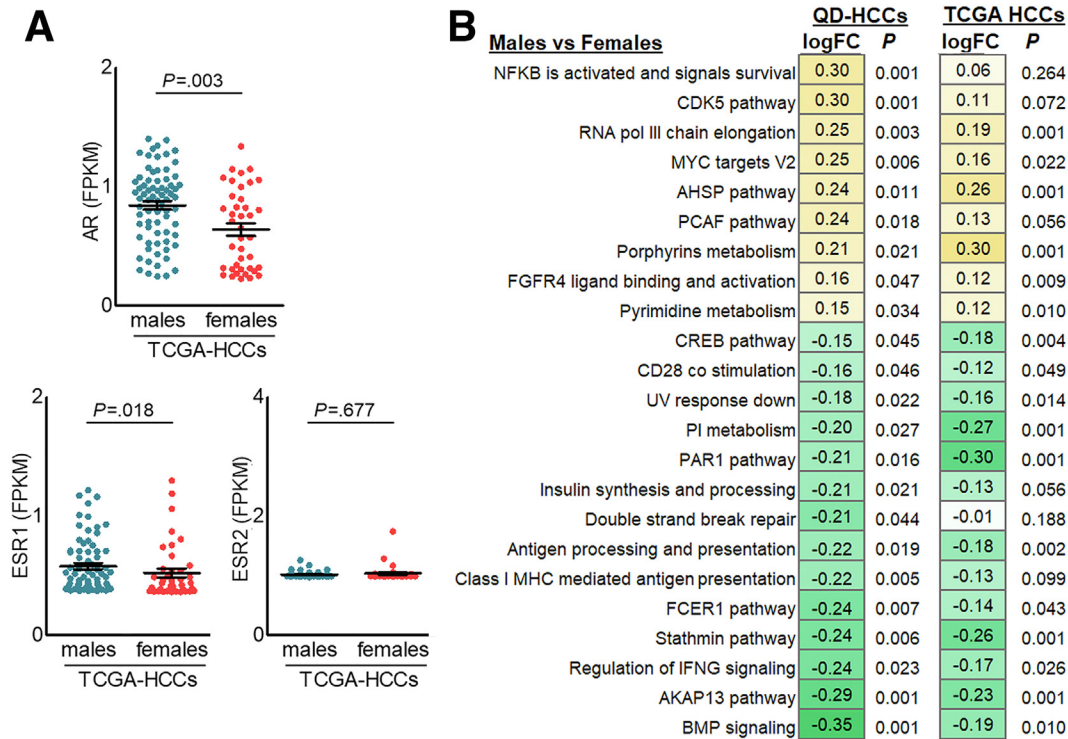 A
2
P=.003
1
AR (FPKM)
0
males females
TCGA-HCCs
2
P=.018
1
ESR1 (FPKM)
0
males females
TCGA-HCCs
4
P=.677
2
ESR2 (FPKM)
0
males females
TCGA-HCCs
B
QD-HCCs TCGA HCCs
Males vs Females logFC P logFC P
NFKB is activated and signals survival 0.30 0.001 0.06 0.264
CDK5 pathway 0.30 0.001 0.11 0.072
RNA pol III chain elongation 0.25 0.003 0.19 0.001
MYC targets V2 0.25 0.006 0.16 0.022
AHSP pathway 0.24 0.011 0.26 0.001
PCAF pathway 0.24 0.018 0.13 0.056
Porphyrins metabolism 0.21 0.021 0.30 0.001
FGFR4 ligand binding and activation 0.16 0.047 0.12 0.009
Pyrimidine metabolism 0.15 0.034 0.12 0.010
CREB pathway -0.15 0.045 -0.18 0.004
CD28 co stimulation -0.16 0.046 -0.12 0.049
UV response down -0.18 0.022 -0.16 0.014
PI metabolism -0.20 0.027 -0.27 0.001
PAR1 pathway -0.21 0.016 -0.30 0.001
Insulin synthesis and processing -0.21 0.021 -0.13 0.056
Double strand break repair -0.21 0.044 -0.01 0.188
Antigen processing and presentation -0.22 0.019 -0.18 0.002
Class I MHC mediated antigen presentation -0.22 0.005 -0.13 0.099
FCER1 pathway -0.24 0.007 -0.14 0.043
Stathmin pathway -0.24 0.006 -0.26 0.001
Regulation of IFNG signaling -0.24 0.023 -0.17 0.026
AKAP13 pathway -0.29 0.001 -0.23 0.001
BMP signaling -0.35 0.001 -0.19 0.010